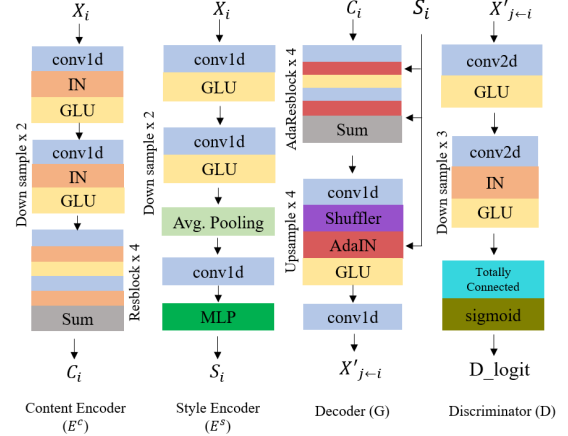 X_i
conv1d
IN
GLU
conv1d
IN
GLU
Down sample x 2
Resblock x 4
Sum
C_i
Content Encoder
(E^c)
X_i
conv1d
GLU
conv1d
GLU
Down sample x 2
Avg. Pooling
conv1d
MLP
S_i
Style Encoder
(E^s)
C_i
S_i
AdaResblock x 4
Sum
Upsample x 4
conv1d
Shuffler
AdaIN
GLU
conv1d
X'_{j←i}
Decoder (G)
X'_{j←i}
conv2d
GLU
Down sample x 3
conv2d
IN
GLU
Totally
Connected
sigmoid
D_logit
Discriminator (D)